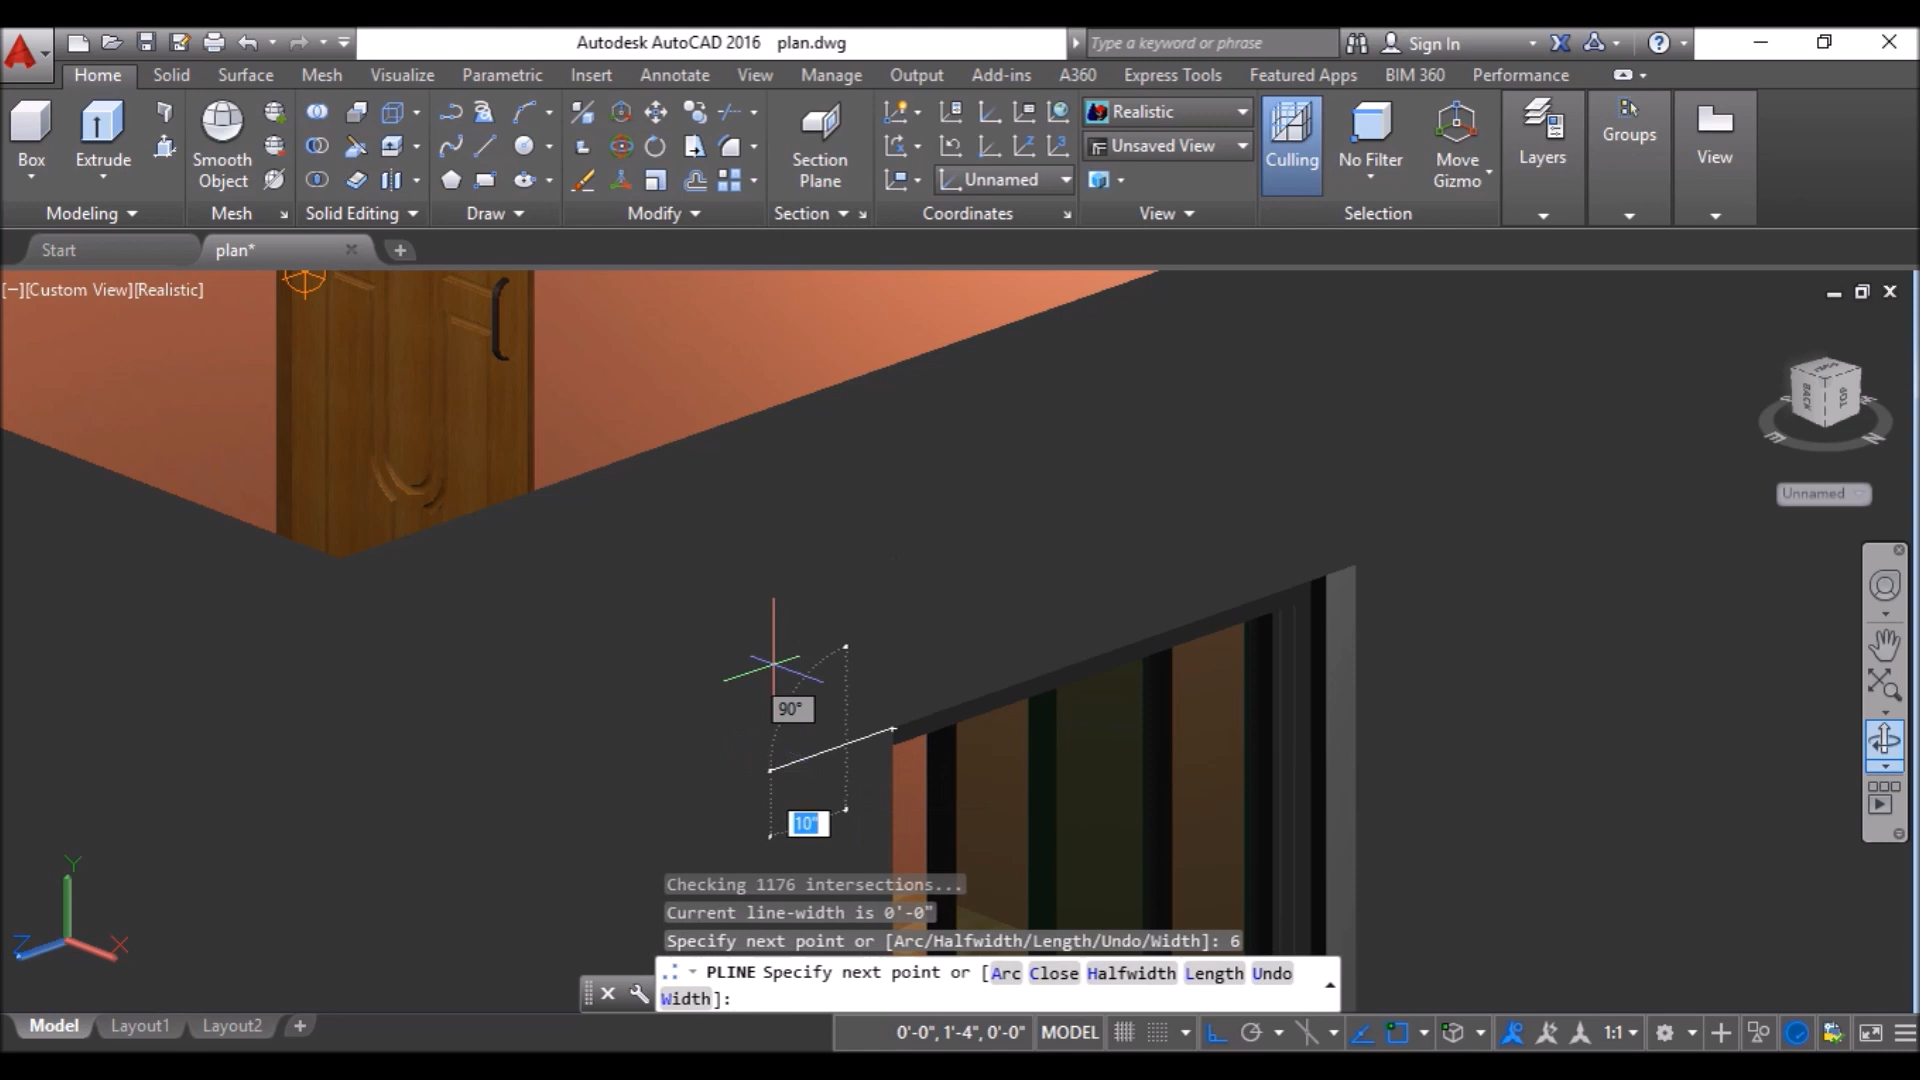 Autodesk AutoCAD 2016 plan.dwg
Type a keyword or phrase
Sign In
Home Solid Surface Mesh Visualize Parametric Insert Annotate View Manage Output Add-ins A360 Express Tools Featured Apps BIM 360 Performance
Box
Extrude
Smooth
Object
Section
Plane
Realistic
Unsaved View
Unnamed
Culling
No Filter
Move
Gizmo
Layers
Groups
View
Modeling Mesh Solid Editing Draw Modify Section Coordinates View Selection
Start plan*
[−][Custom View][Realistic]
BACK
TOP
E
N
Unnamed
90°
10"
Y
Z
X
Checking 1176 intersections...
Current line-width is 0'-0"
Specify next point or [Arc/Halfwidth/Length/Undo/Width]: 6
PLINE Specify next point or [Arc Close Halfwidth Length Undo
Width]:
Model Layout1 Layout2
0'-0", 1'-4", 0'-0" MODEL 1:1